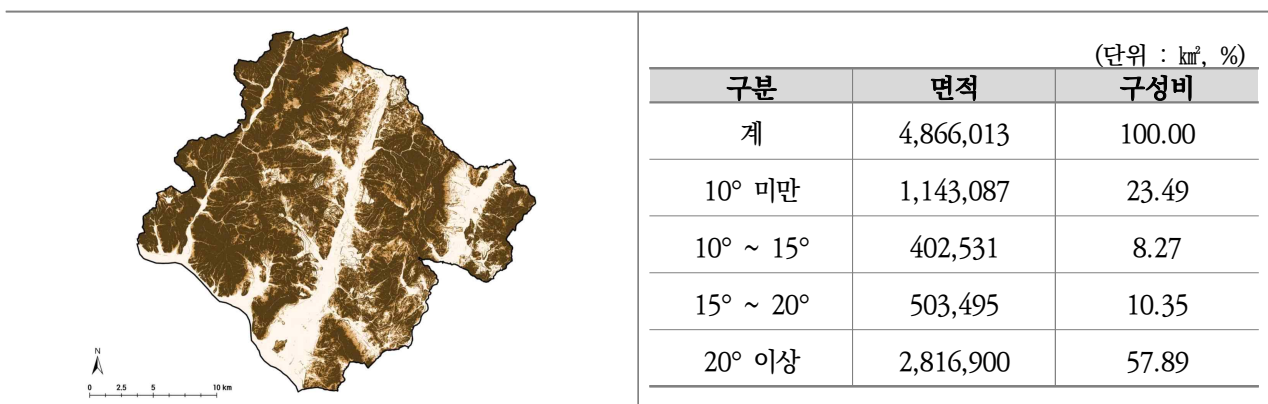 N
0 2.5 5 10 km
(단위 : ㎢, %)
구분 면적 구성비
계 4,866,013 100.00
10° 미만 1,143,087 23.49
10° ~ 15° 402,531 8.27
15° ~ 20° 503,495 10.35
20° 이상 2,816,900 57.89